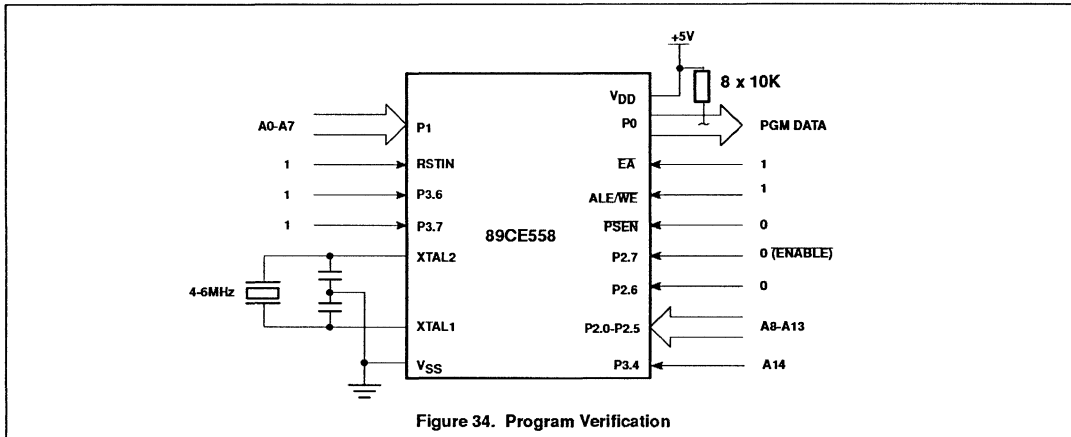 +5V
8 x 10K
VDD
A0-A7
P1
P0
PGM DATA
1
RSTIN
EA
1
1
P3.6
ALE/WE
1
1
P3.7
89CE558
PSEN
0
XTAL2
P2.7
0 (ENABLE)
4-6MHz
P2.6
0
XTAL1
P2.0-P2.5
A8-A13
VSS
P3.4
A14
Figure 34. Program Verification